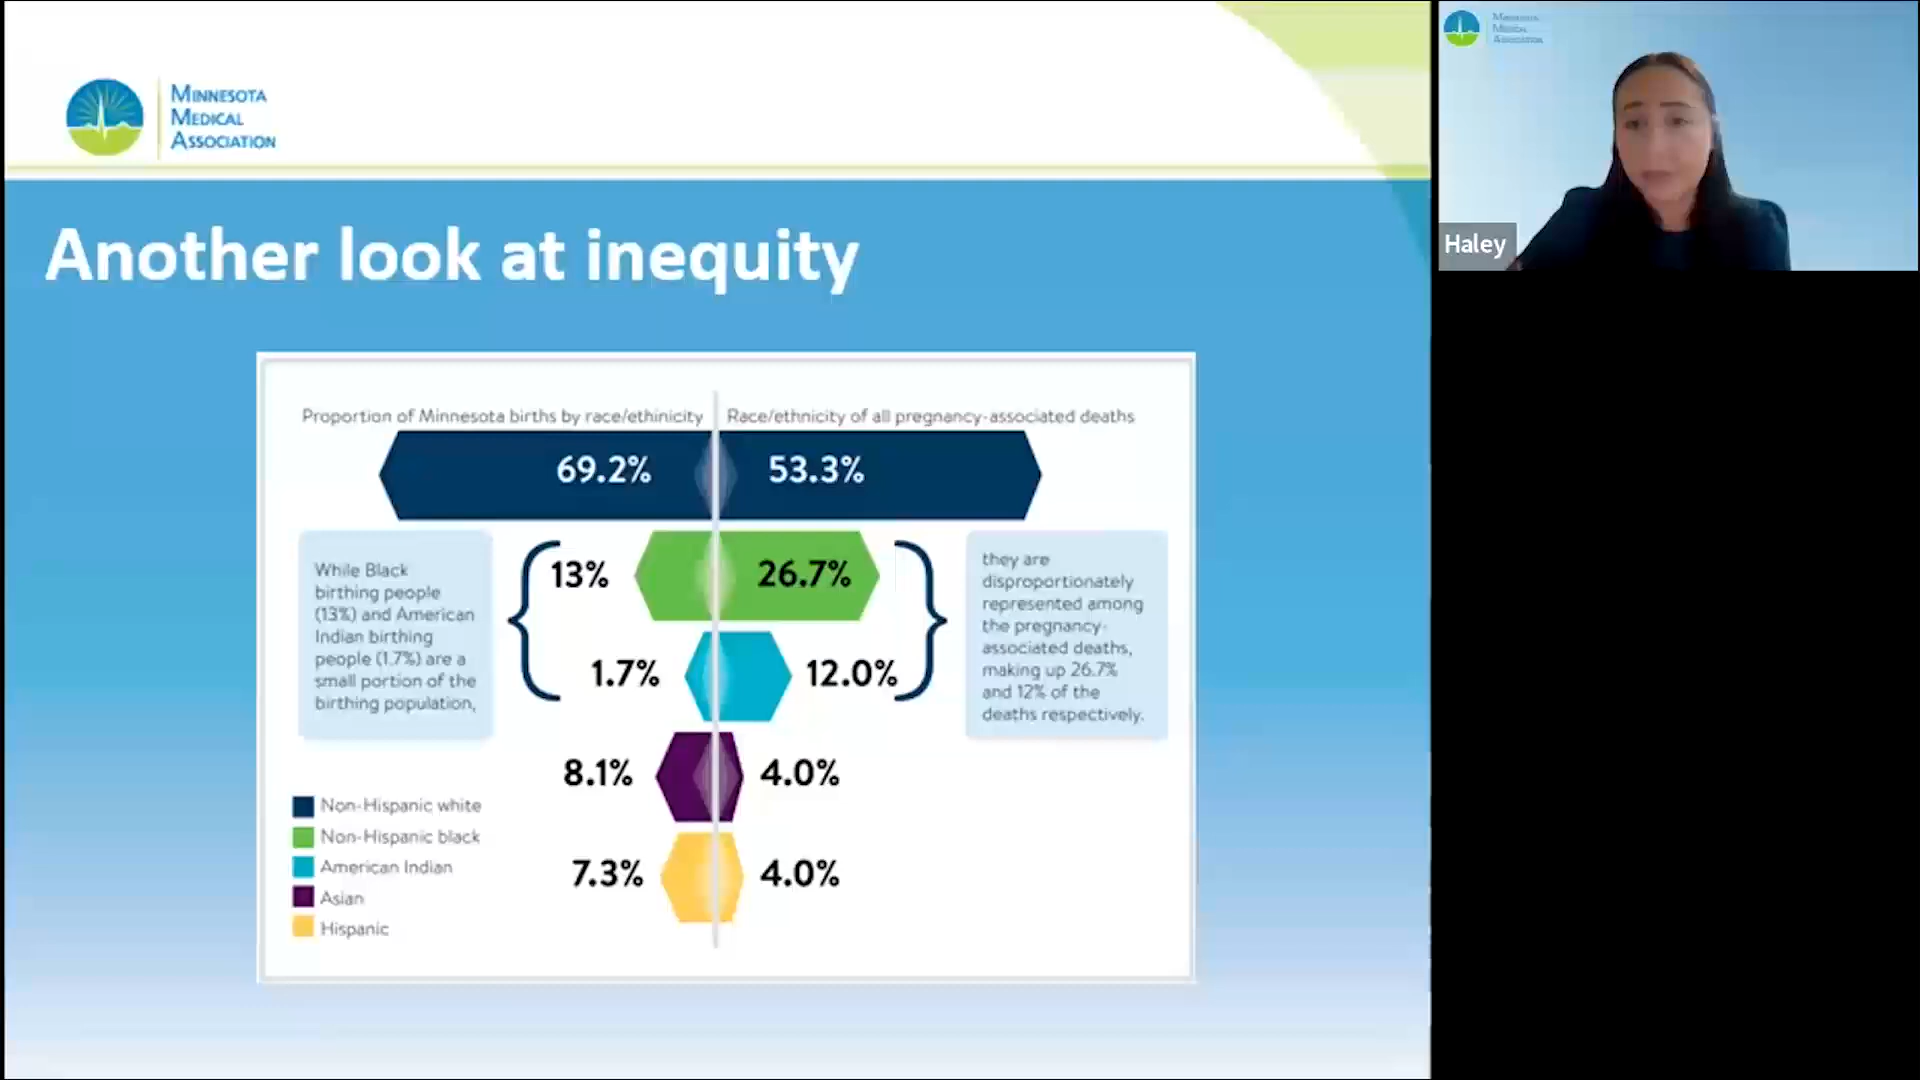 MINNESOTA
MEDICAL
ASSOCIATION
Another look at inequity
Proportion of Minnesota births by race/ethinicity
Race/ethnicity of all pregnancy-associated deaths
69.2%
53.3%
While Black
birthing people
(13%) and American
Indian birthing
people (1.7%) are a
small portion of the
birthing population,
13%
26.7%
1.7%
12.0%
they are
disproportionately
represented among
the pregnancy-
associated deaths,
making up 26.7%
and 12% of the
deaths respectively.
8.1%
4.0%
7.3%
4.0%
Non-Hispanic white
Non-Hispanic black
American Indian
Asian
Hispanic
Minnesota
Medical
Association
Haley